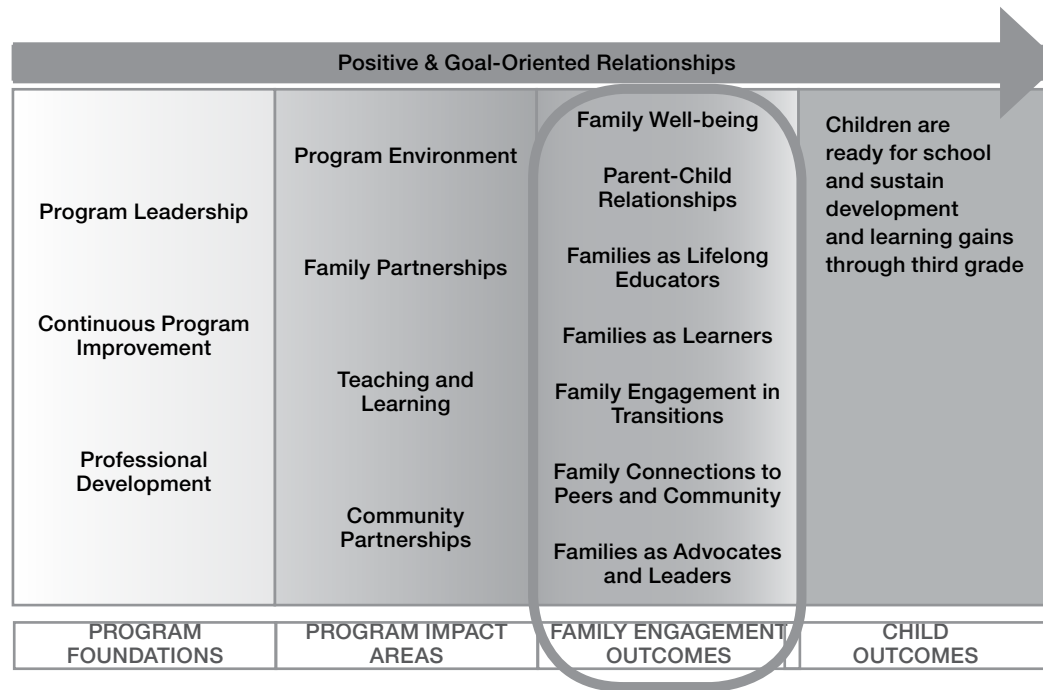 Positive & Goal-Oriented Relationships
Program Leadership
Continuous Program
Improvement
Professional
Development
Program Environment
Family Partnerships
Teaching and
Learning
Community
Partnerships
Family Well-being
Parent-Child
Relationships
Families as Lifelong
Educators
Families as Learners
Family Engagement in
Transitions
Family Connections to
Peers and Community
Families as Advocates
and Leaders
Children are
ready for school
and sustain
development
and learning gains
through third grade
PROGRAM
FOUNDATIONS
PROGRAM IMPACT
AREAS
FAMILY ENGAGEMENT
OUTCOMES
CHILD
OUTCOMES